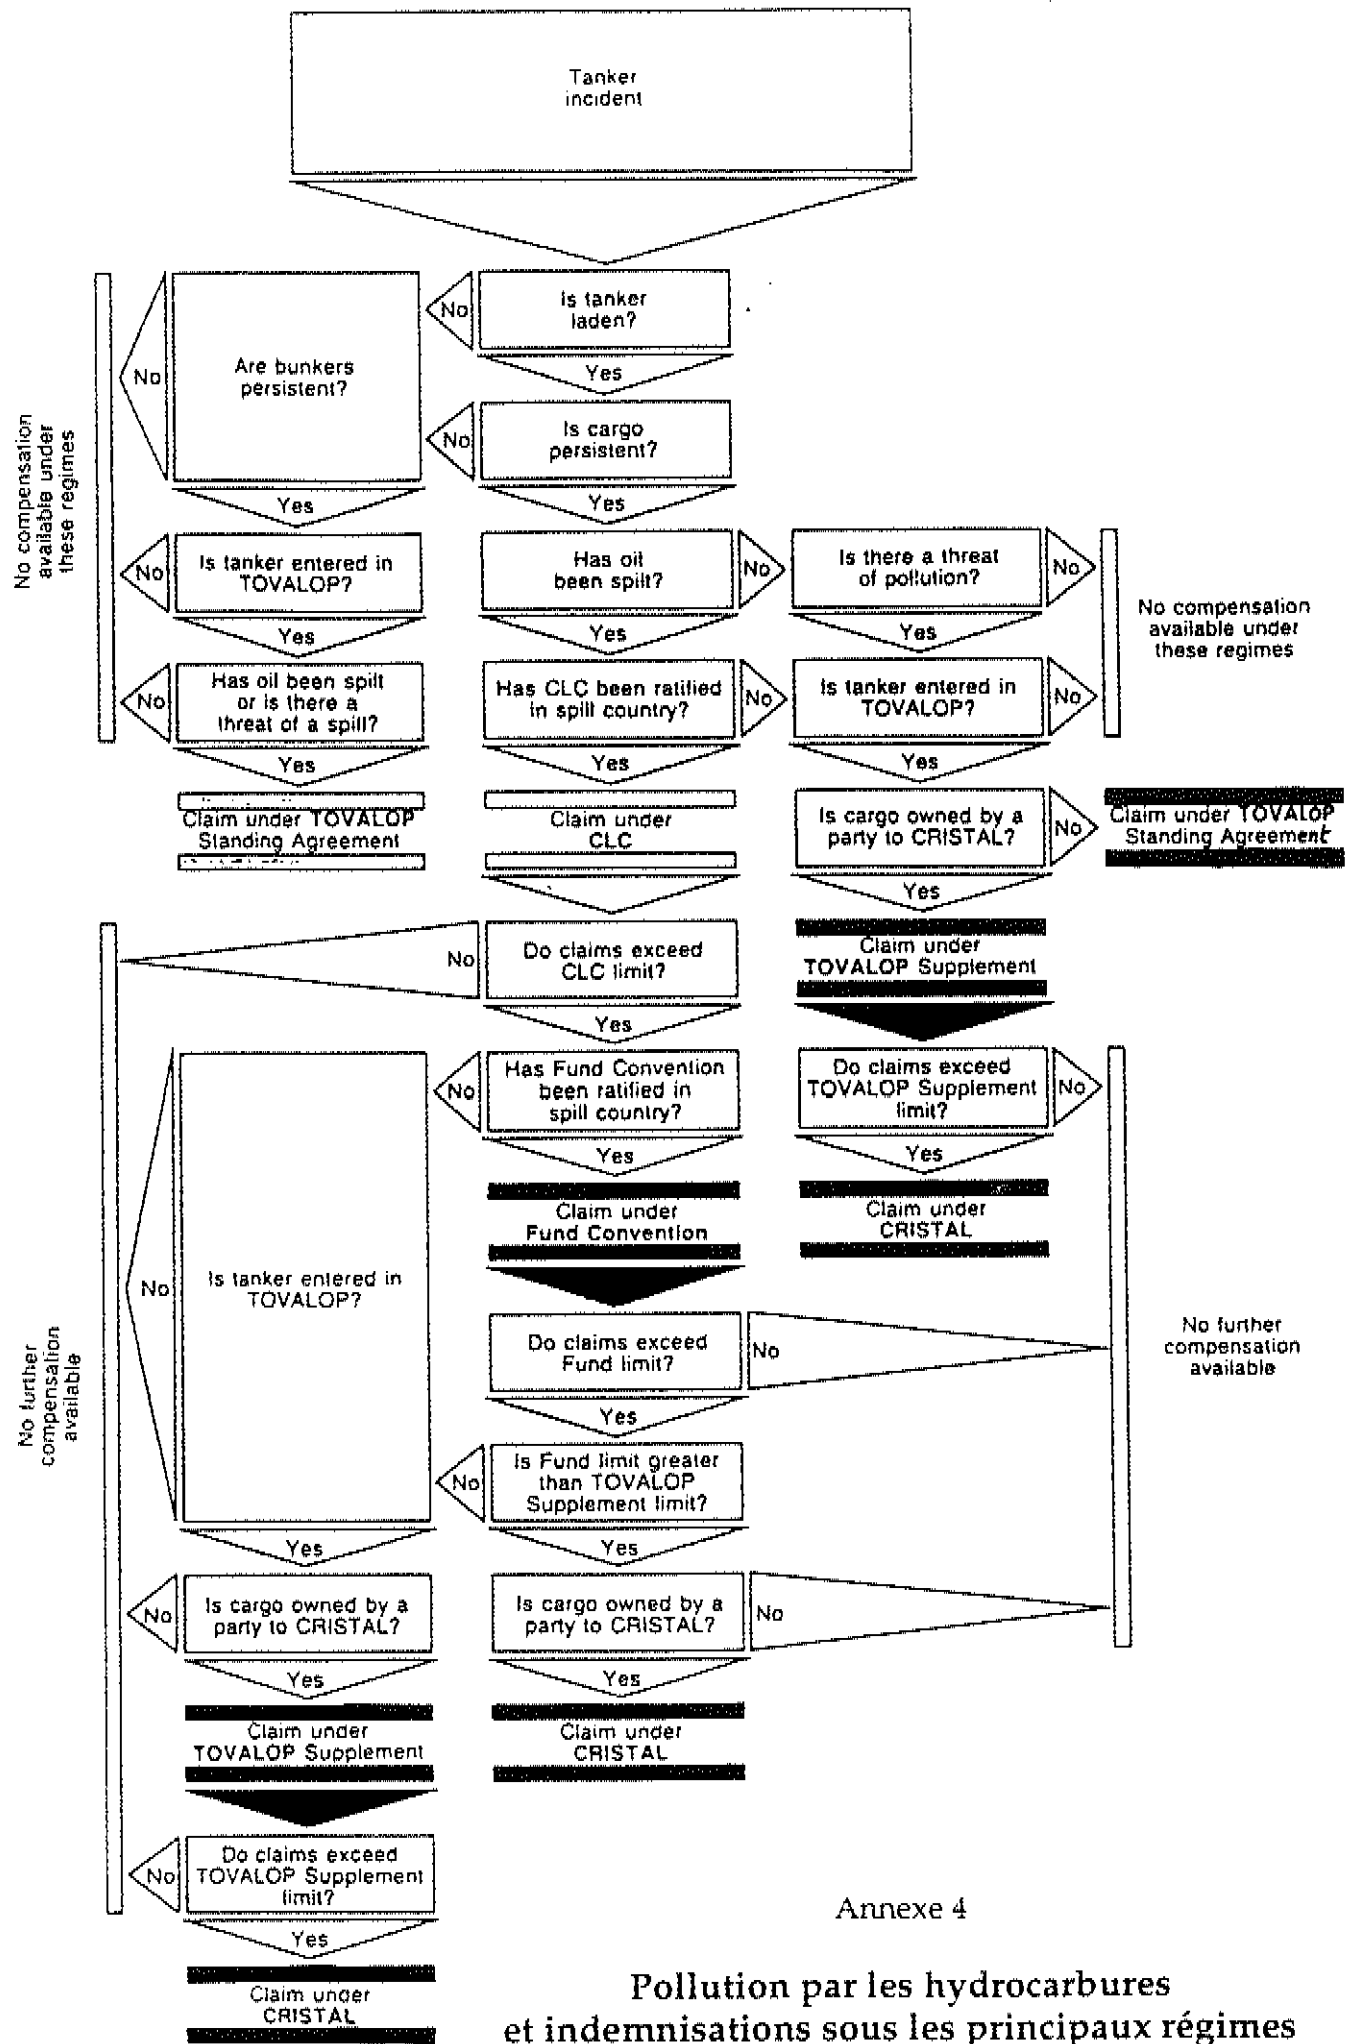 Tanker
incident
Is tanker
laden?
No
Yes
Are bunkers
persistent?
No
Yes
Is cargo
persistent?
No
Yes
No compensation
available under
these regimes
Is tanker entered in
TOVALOP?
No
Yes
Has oil
been spilt?
No
Yes
Is there a threat
of pollution?
No
Yes
No compensation
available under
these regimes
Has oil been spilt
or is there a
threat of a spill?
No
Yes
Has CLC been ratified
in spill country?
No
Yes
Is tanker entered in
TOVALOP?
No
Yes
Claim under TOVALOP
Standing Agreement
Claim under
CLC
Is cargo owned by a
party to CRISTAL?
No
Yes
Claim under TOVALOP
Standing Agreement
Do claims exceed
CLC limit?
No
Yes
Claim under
TOVALOP Supplement
Has Fund Convention
been ratified in
spill country?
No
Yes
Do claims exceed
TOVALOP Supplement
limit?
No
Yes
Claim under
Fund Convention
Claim under
CRISTAL
Is tanker entered in
TOVALOP?
No
Yes
Do claims exceed
Fund limit?
No
Yes
No further
compensation
available
No further
compensation
available
Is Fund limit greater
than TOVALOP
Supplement limit?
No
Yes
Is cargo owned by a
party to CRISTAL?
No
Yes
Is cargo owned by a
party to CRISTAL?
No
Yes
Claim under
TOVALOP Supplement
Claim under
CRISTAL
Do claims exceed
TOVALOP Supplement
limit?
No
Yes
Claim under
CRISTAL
Annexe 4
Pollution par les hydrocarbures
et indemnisations sous les principaux régimes